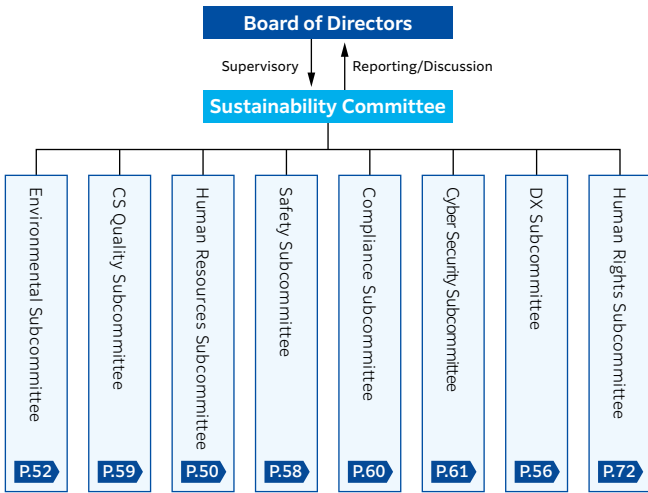 Board of Directors
Supervisory
Reporting/Discussion
Sustainability Committee
Environmental Subcommittee
CS Quality Subcommittee
Human Resources Subcommittee
Safety Subcommittee
Compliance Subcommittee
Cyber Security Subcommittee
DX Subcommittee
Human Rights Subcommittee
P.52
P.59
P.50
P.58
P.60
P.61
P.56
P.72